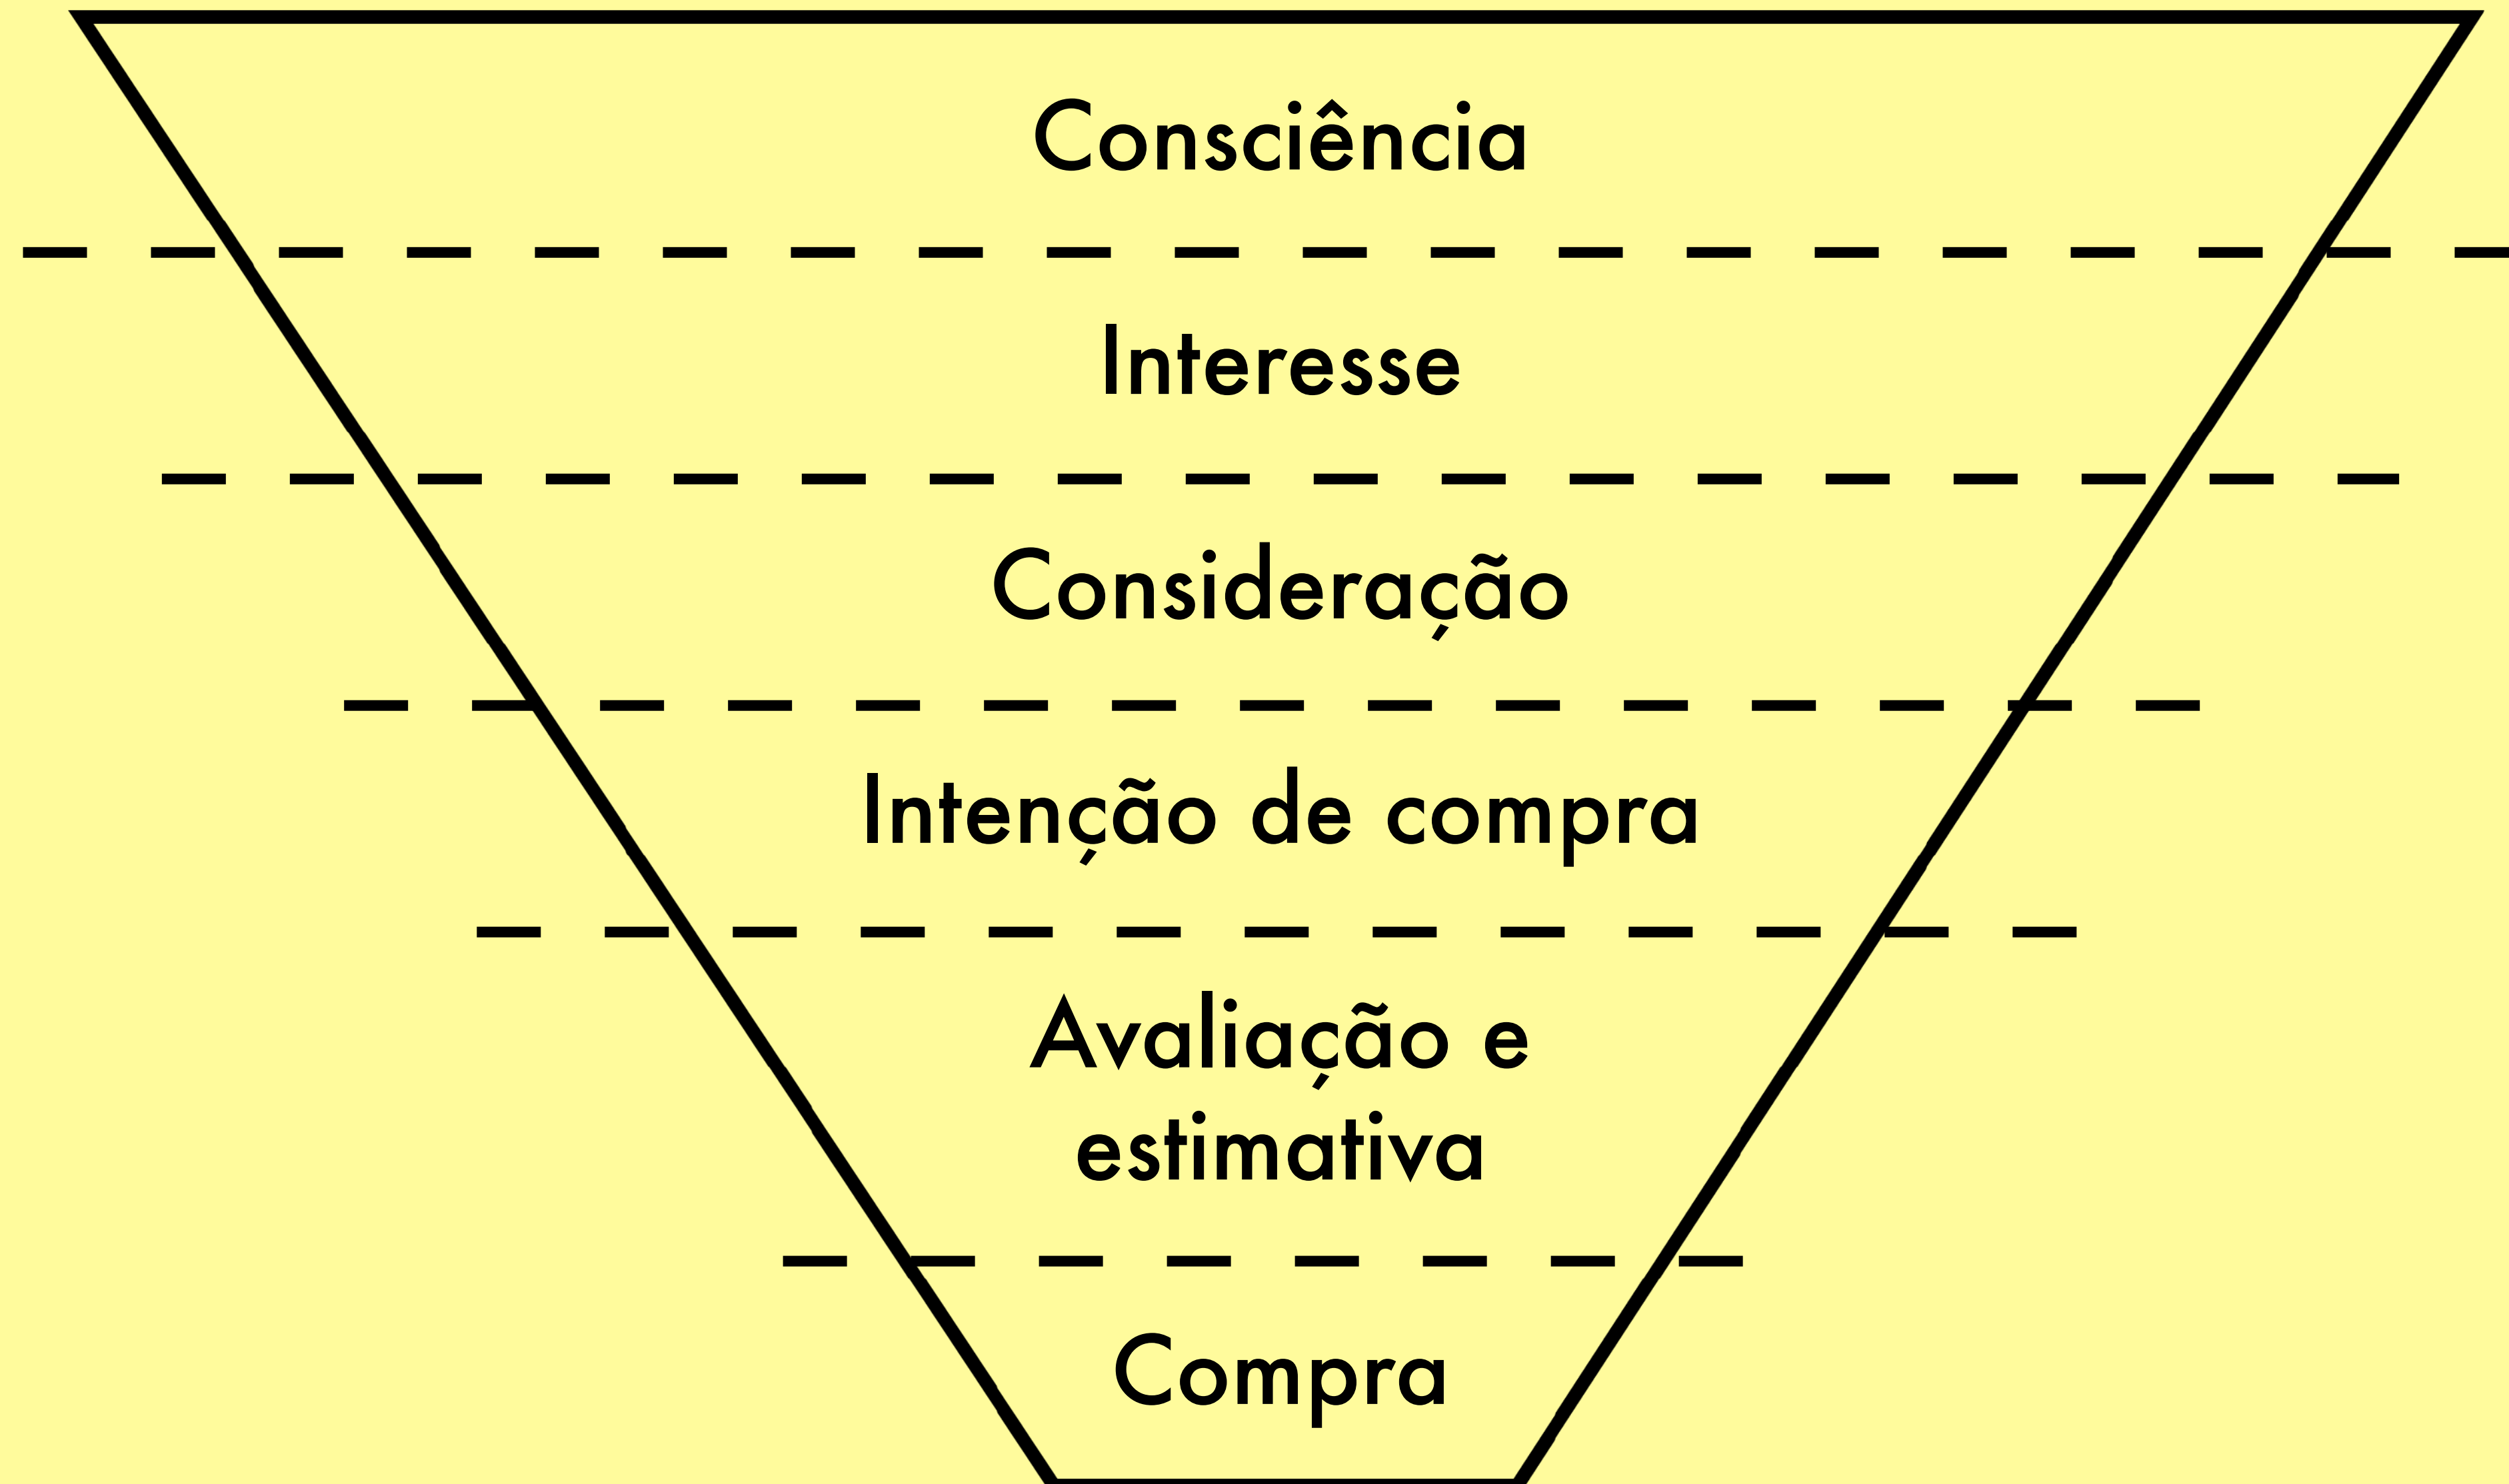 Consciência
Interesse
Consideração
Intenção de compra
Avaliação e
estimativa
Compra